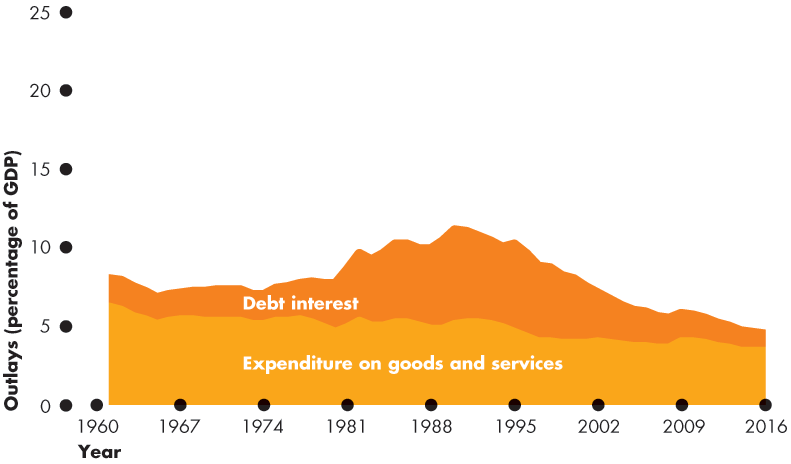 25
20
15
10
5
0
Outlays (percentage of GDP)
Debt interest
Expenditure on goods and services
1960 1967 1974 1981 1988 1995 2002 2009 2016
Year